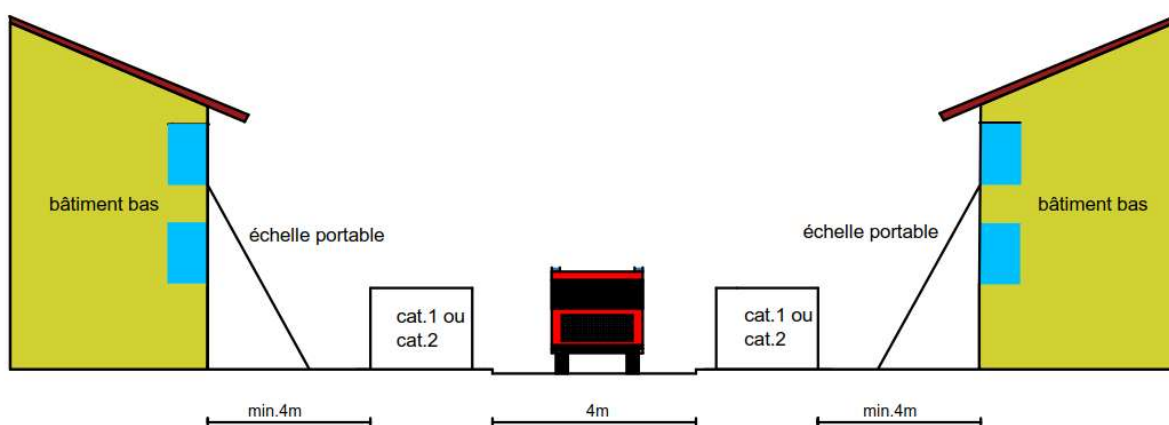 bâtiment bas
bâtiment bas
échelle portable
échelle portable
cat.1 ou
cat.2
cat.1 ou
cat.2
min.4m
4m
min.4m